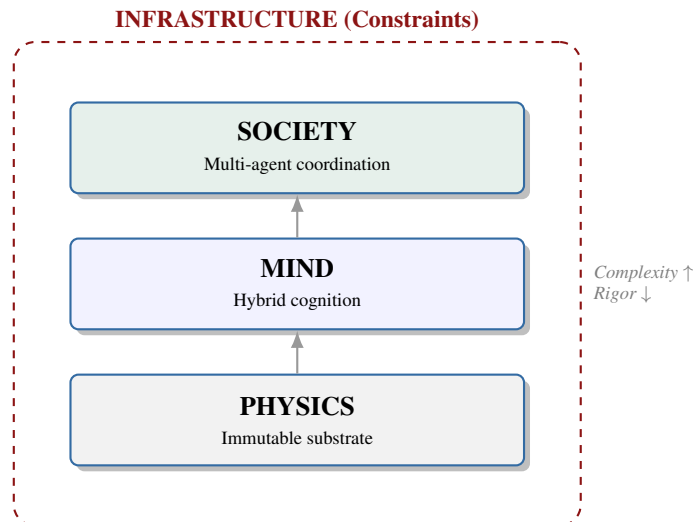 INFRASTRUCTURE (Constraints)
SOCIETY
Multi-agent coordination
MIND
Hybrid cognition
Complexity ↑
Rigor ↓
PHYSICS
Immutable substrate